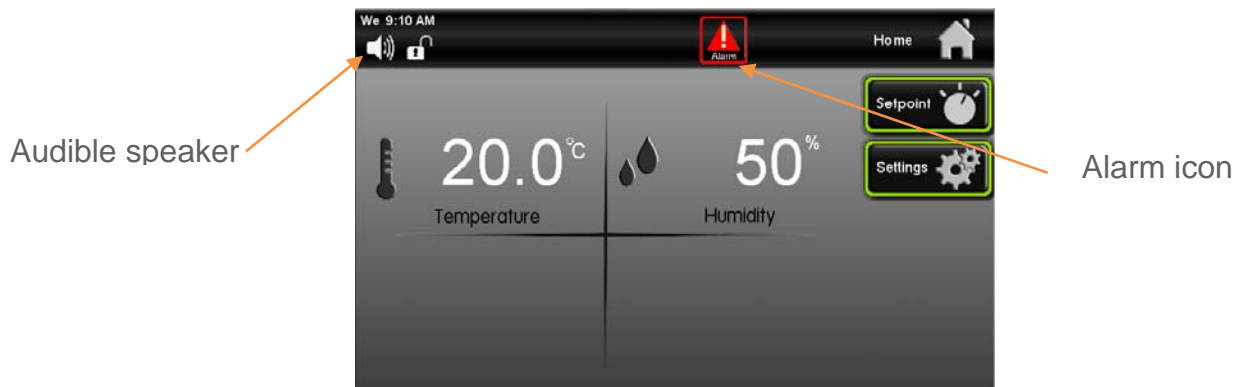 We 9:10 AM
Alarm
Home
Setpoint
Audible speaker
20.0°C
50%
Settings
Alarm icon
Temperature
Humidity